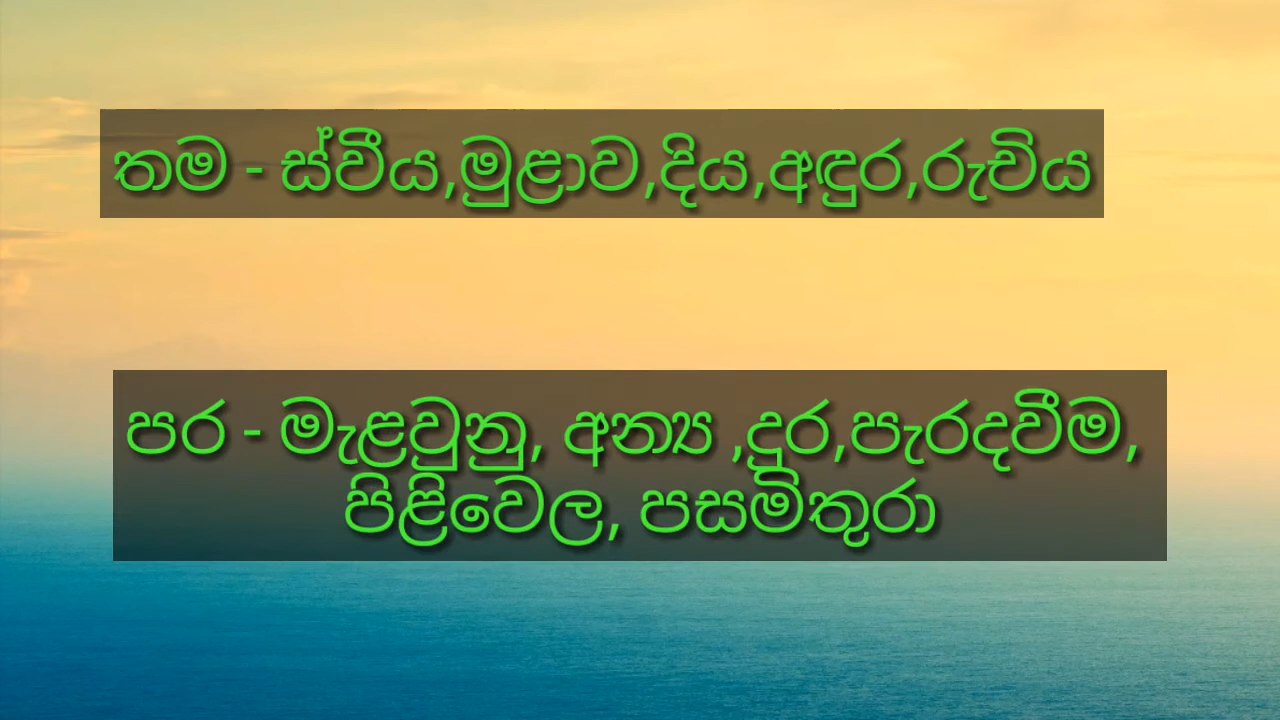 තම - ස්වීය,මුළාව,දිය,අඳුර,රුචිය
පර - මැළවුනු, අන්‍ය ,දුර,පැරදවීම,
පිළිවෙල, පසමිතුරා